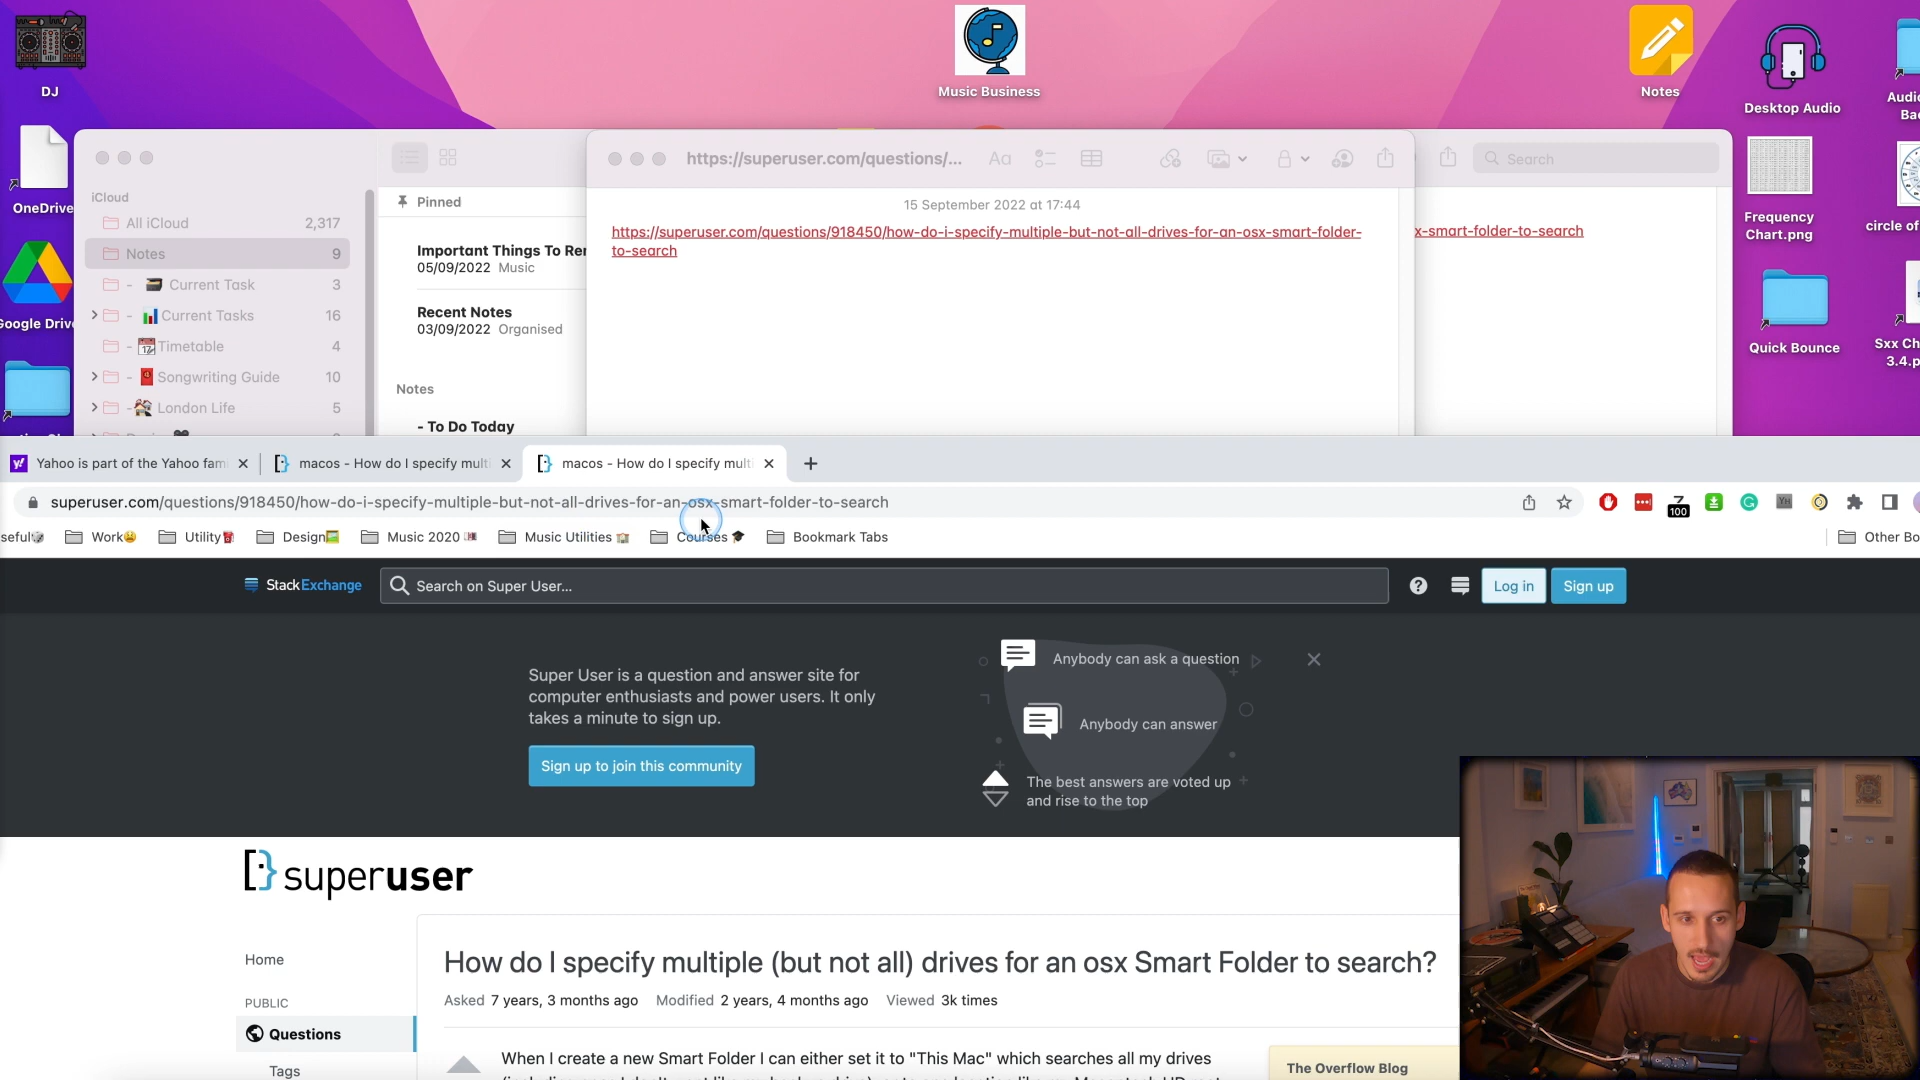 DJ
Music Business
Notes
Desktop Audio
OneDrive
Frequency
Chart.png
Quick Bounce
https://superuser.com/questions/...
Aa
Search
iCloud
All iCloud 2,317
Notes 9
- Current Task 3
- Current Tasks 16
- Timetable 4
- Songwriting Guide 10
- London Life 5
Pinned
Important Things To Rer
05/09/2022 Music
Recent Notes
03/09/2022 Organised
Notes
- To Do Today
15 September 2022 at 17:44
https://superuser.com/questions/918450/how-do-i-specify-multiple-but-not-all-drives-for-an-osx-smart-folder-
to-search
x-smart-folder-to-search
Yahoo is part of the Yahoo fam
macos - How do I specify mult
macos - How do I specify mult
superuser.com/questions/918450/how-do-i-specify-multiple-but-not-all-drives-for-an-osx-smart-folder-to-search
100
Work
Utility
Design
Music 2020
Music Utilities
Courses
Bookmark Tabs
Other Bo
StackExchange
Search on Super User...
Log in
Sign up
Super User is a question and answer site for
computer enthusiasts and power users. It only
takes a minute to sign up.
Sign up to join this community
Anybody can ask a question
Anybody can answer
The best answers are voted up
and rise to the top
superuser
Home
PUBLIC
Questions
Tags
How do I specify multiple (but not all) drives for an osx Smart Folder to search?
Asked 7 years, 3 months ago Modified 2 years, 4 months ago Viewed 3k times
When I create a new Smart Folder I can either set it to "This Mac" which searches all my drives
The Overflow Blog